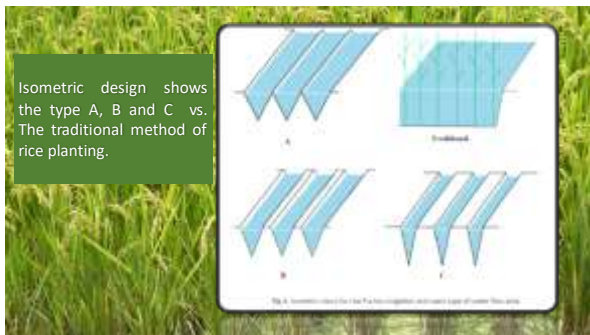 Isometric design shows
the type A, B and C vs.
The traditional method of
rice planting.
A
Traditional
B
C